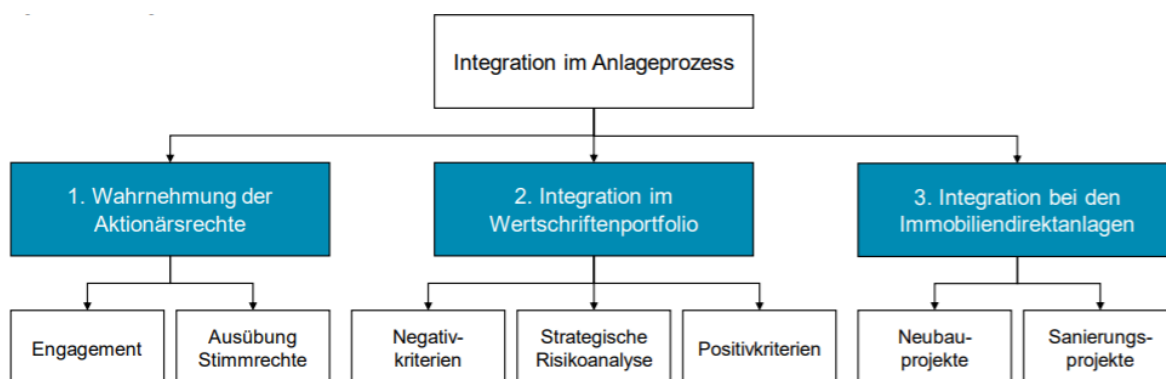 Integration im Anlageprozess
1. Wahrnehmung der
Aktionärsrechte
2. Integration im
Wertschriftenportfolio
3. Integration bei den
Immobiliendirektanlagen
Engagement
Ausübung
Stimmrechte
Negativ-
kriterien
Strategische
Risikoanalyse
Positivkriterien
Neubau-
projekte
Sanierungs-
projekte